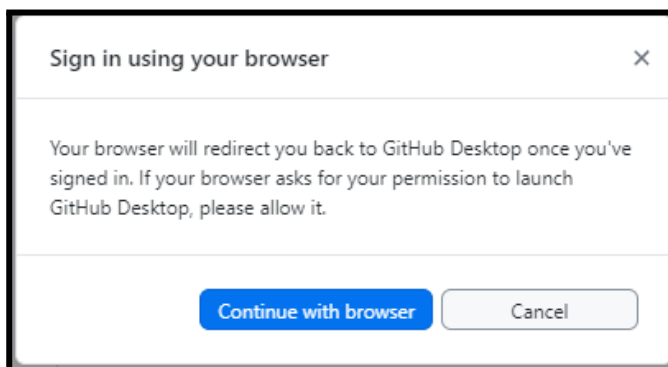 Sign in using your browser
Your browser will redirect you back to GitHub Desktop once you've
signed in. If your browser asks for your permission to launch
GitHub Desktop, please allow it.
Continue with browser
Cancel